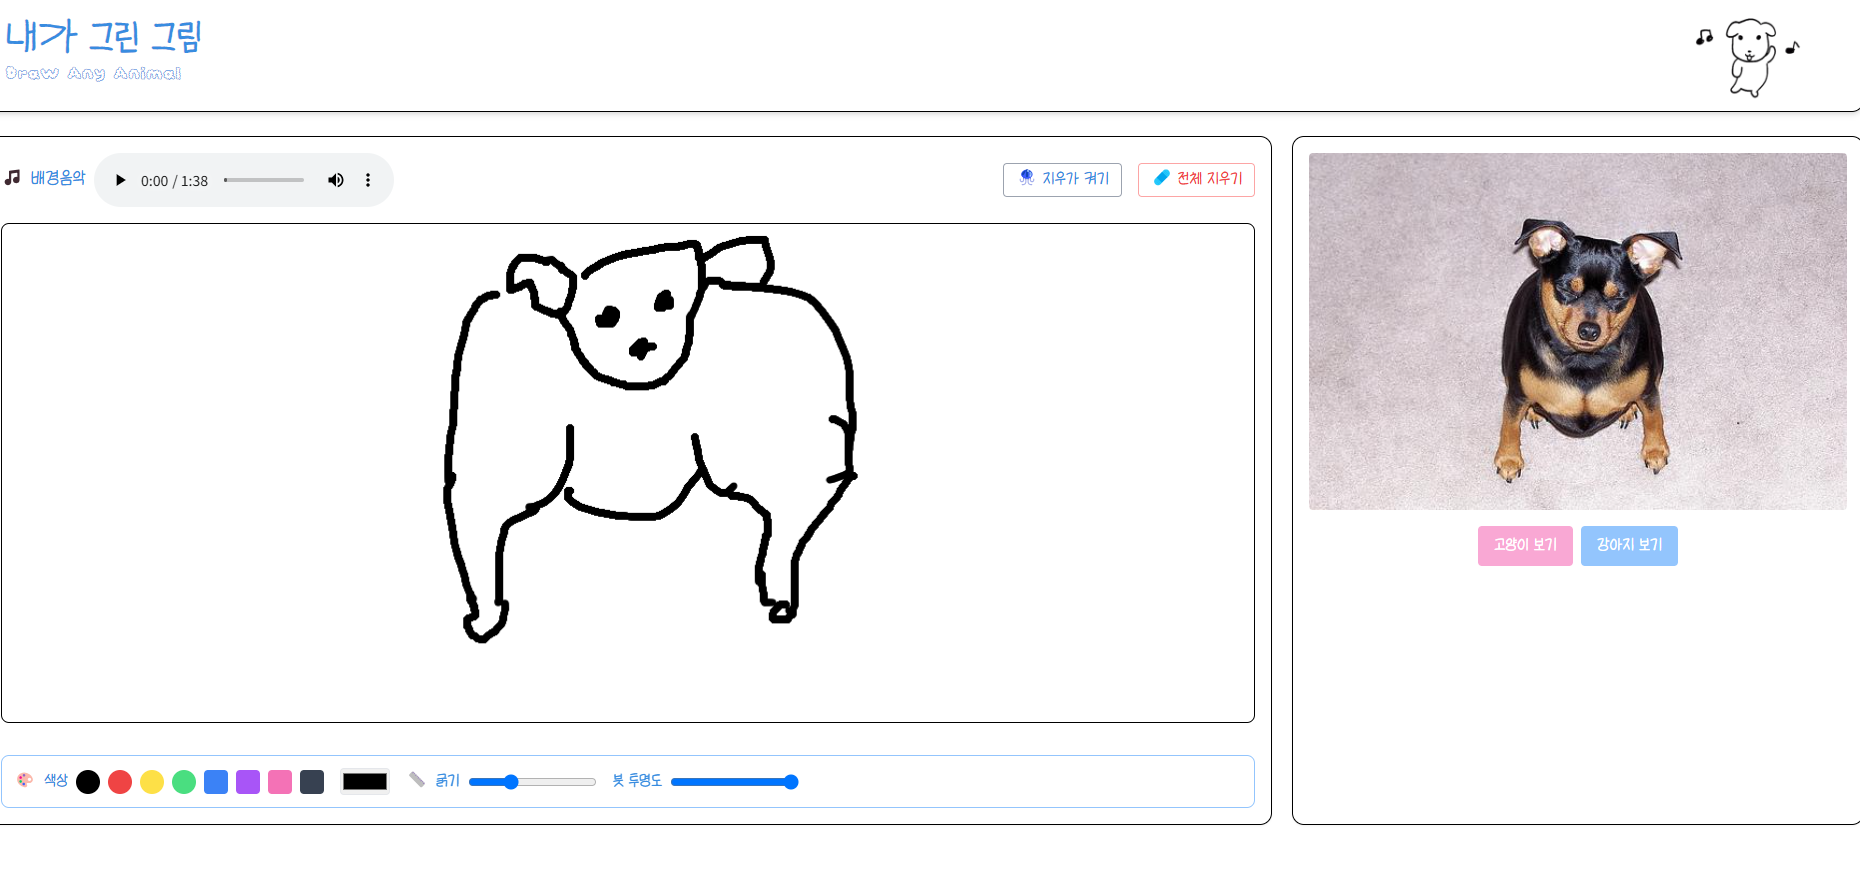 내가 그린 그림
Draw Any Animal
배경음악
0:00 / 1:38
지우개 켜기
전체 지우기
고양이 보기
강아지 보기
색상
굵기
붓 투명도